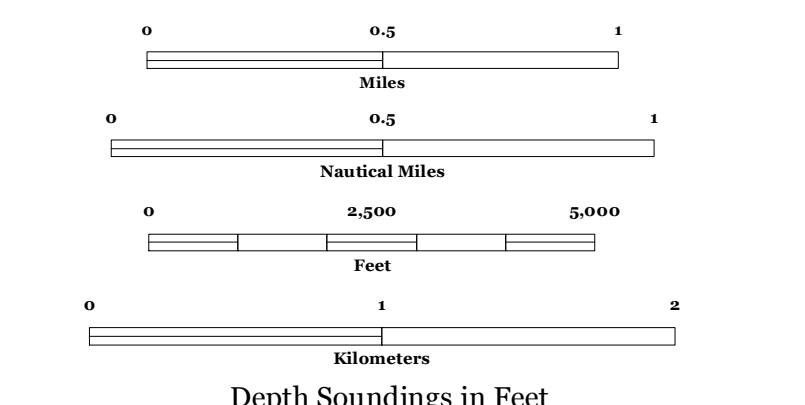 0 0.5 1
Miles
0 0.5 1
Nautical Miles
0 2,500 5,000
Feet
0 1 2
Kilometers
Depth Soundings in Feet